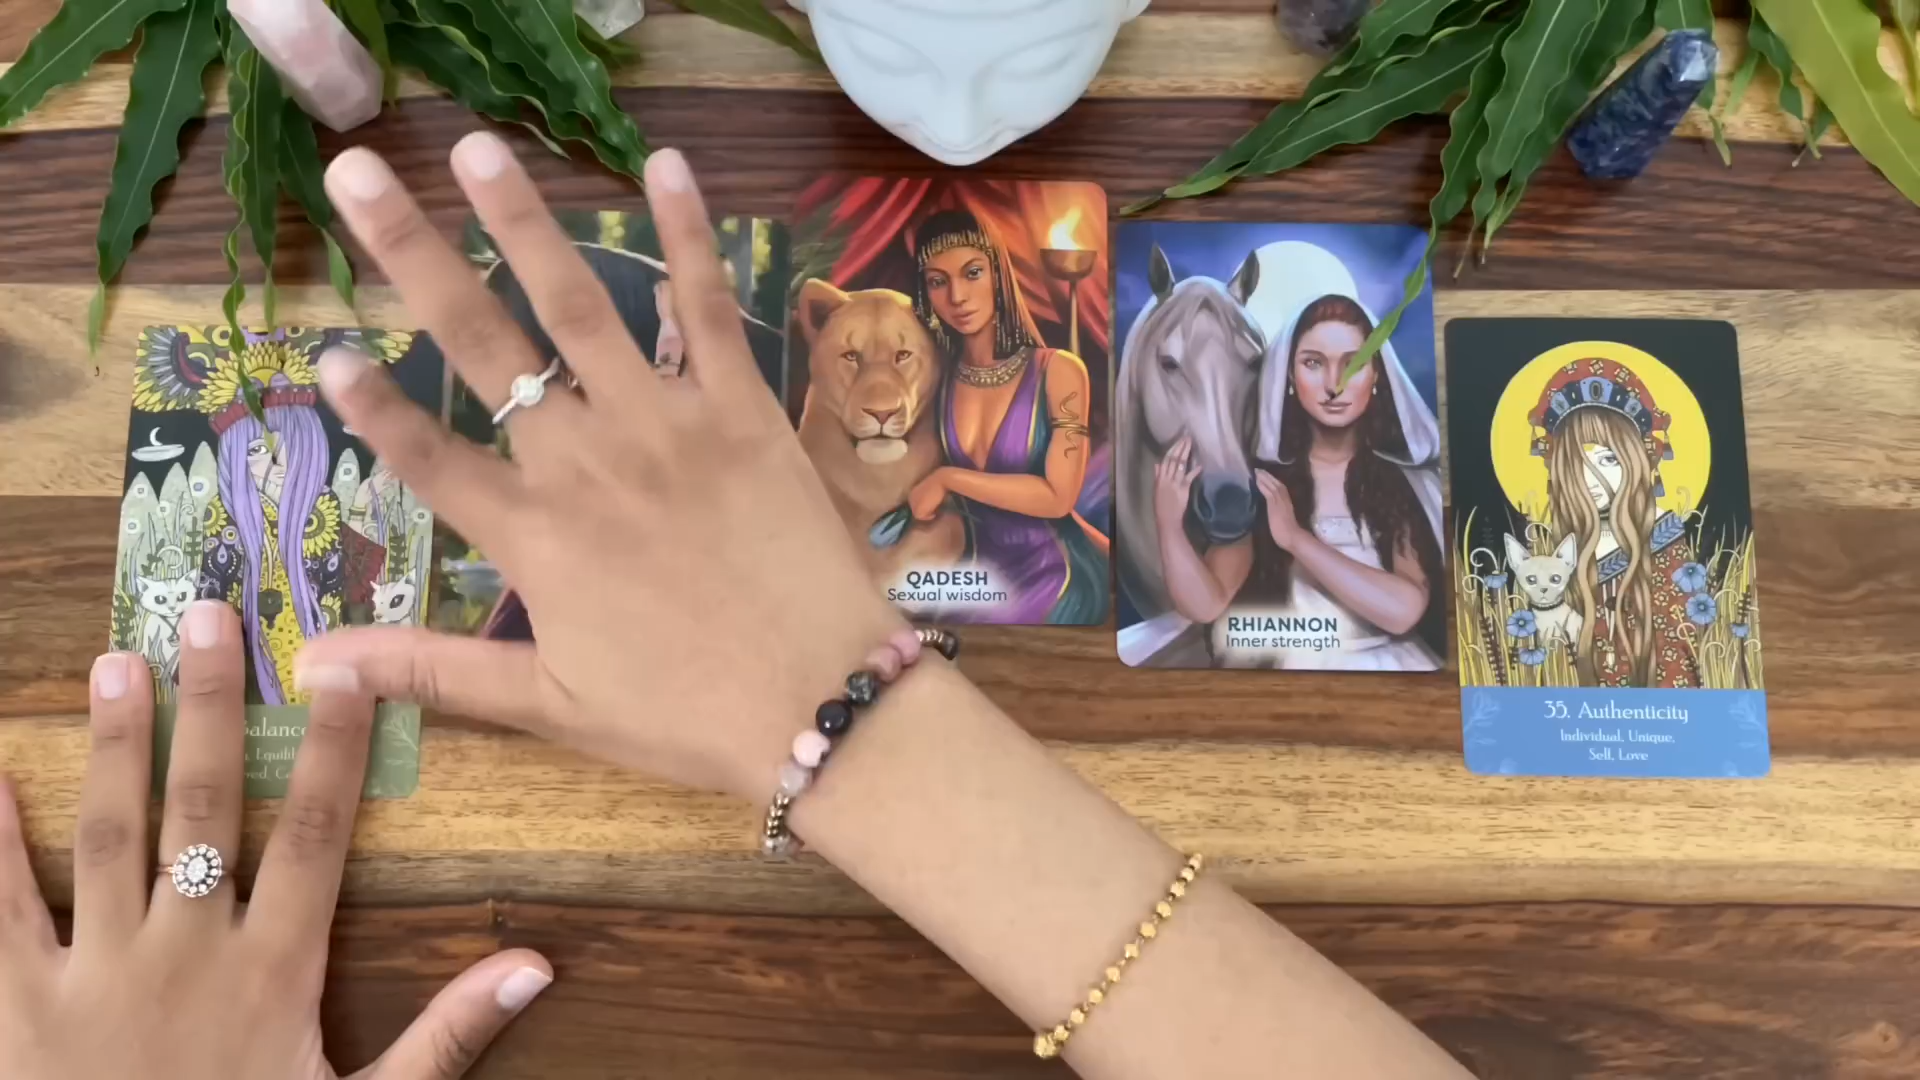 QADESH
Sexual wisdom
RHIANNON
Inner strength
35. Authenticity
Individual, Unique,
Self, Love